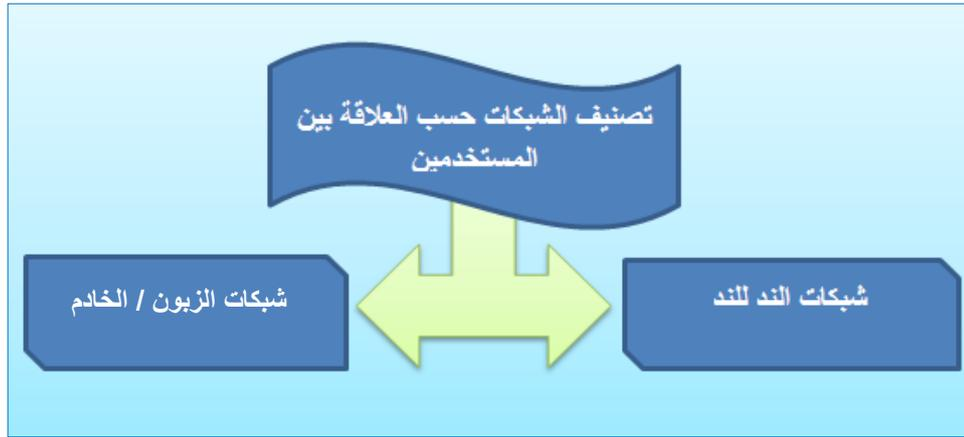 تصنيف الشبكات حسب العلاقة بين
المستخدمين
شبكات الند للند
شبكات الزبون / الخادم